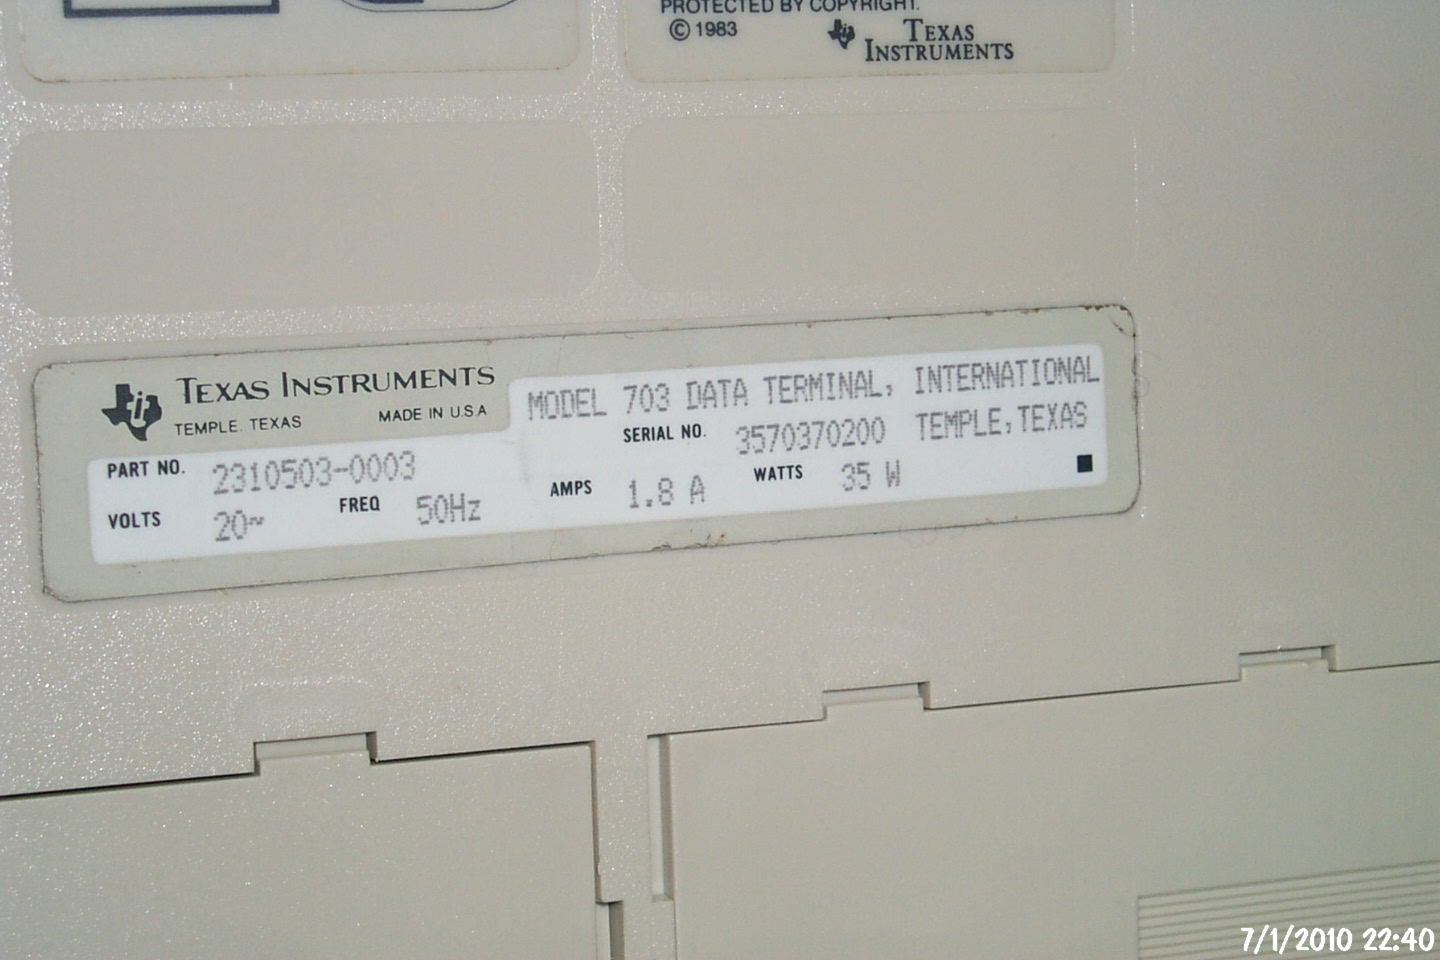 PROTECTED BY COPYRIGHT.
© 1983
TEXAS
INSTRUMENTS
TEXAS INSTRUMENTS
TEMPLE, TEXAS MADE IN U.S.A
MODEL 703 DATA TERMINAL, INTERNATIONAL
SERIAL NO. 3570370200 TEMPLE, TEXAS
PART NO. 2310503-0003
VOLTS 20~ FREQ 50Hz AMPS 1.8 A WATTS 35 W
7/1/2010 22:40